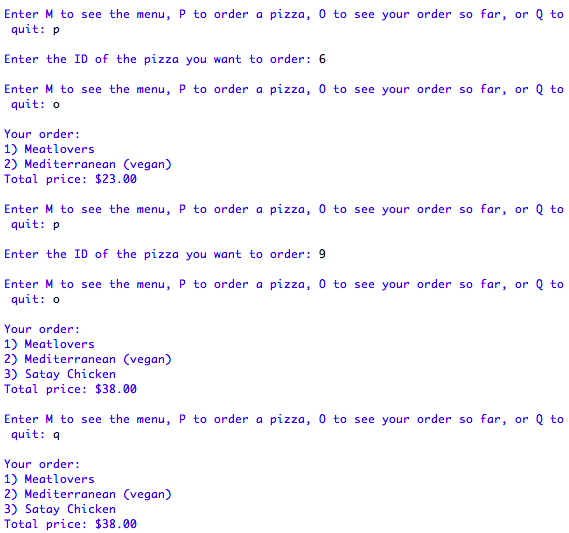 Enter M to see the menu, P to order a pizza, O to see your order so far, or Q to
quit: p
Enter the ID of the pizza you want to order: 6
Enter M to see the menu, P to order a pizza, O to see your order so far, or Q to
quit: o
Your order:
1) Meatlovers
2) Mediterranean (vegan)
Total price: $23.00
Enter M to see the menu, P to order a pizza, O to see your order so far, or Q to
quit: p
Enter the ID of the pizza you want to order: 9
Enter M to see the menu, P to order a pizza, O to see your order so far, or Q to
quit: o
Your order:
1) Meatlovers
2) Mediterranean (vegan)
3) Satay Chicken
Total price: $38.00
Enter M to see the menu, P to order a pizza, O to see your order so far, or Q to
quit: q
Your order:
1) Meatlovers
2) Mediterranean (vegan)
3) Satay Chicken
Total price: $38.00